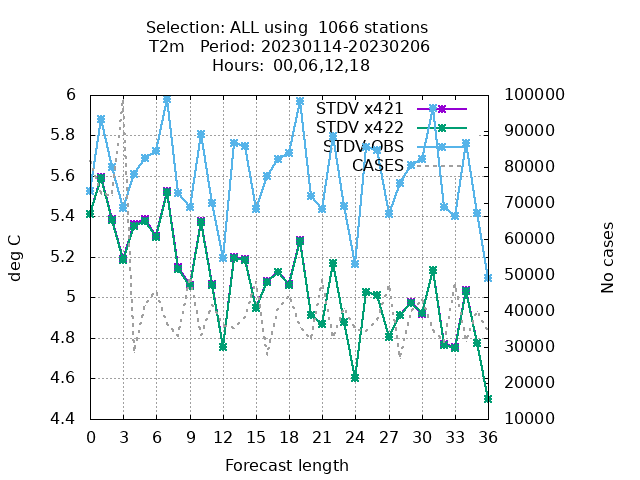 Selection: ALL using  1066 stations
T2m   Period: 20230114-20230206
Hours:  00,06,12,18
STDV x421
STDV x422
STDV OBS
CASES
6
5.8
5.6
5.4
5.2
5
4.8
4.6
4.4
deg C
100000
90000
80000
70000
60000
50000
40000
30000
20000
10000
No cases
0 3 6 9 12 15 18 21 24 27 30 33 36
Forecast length